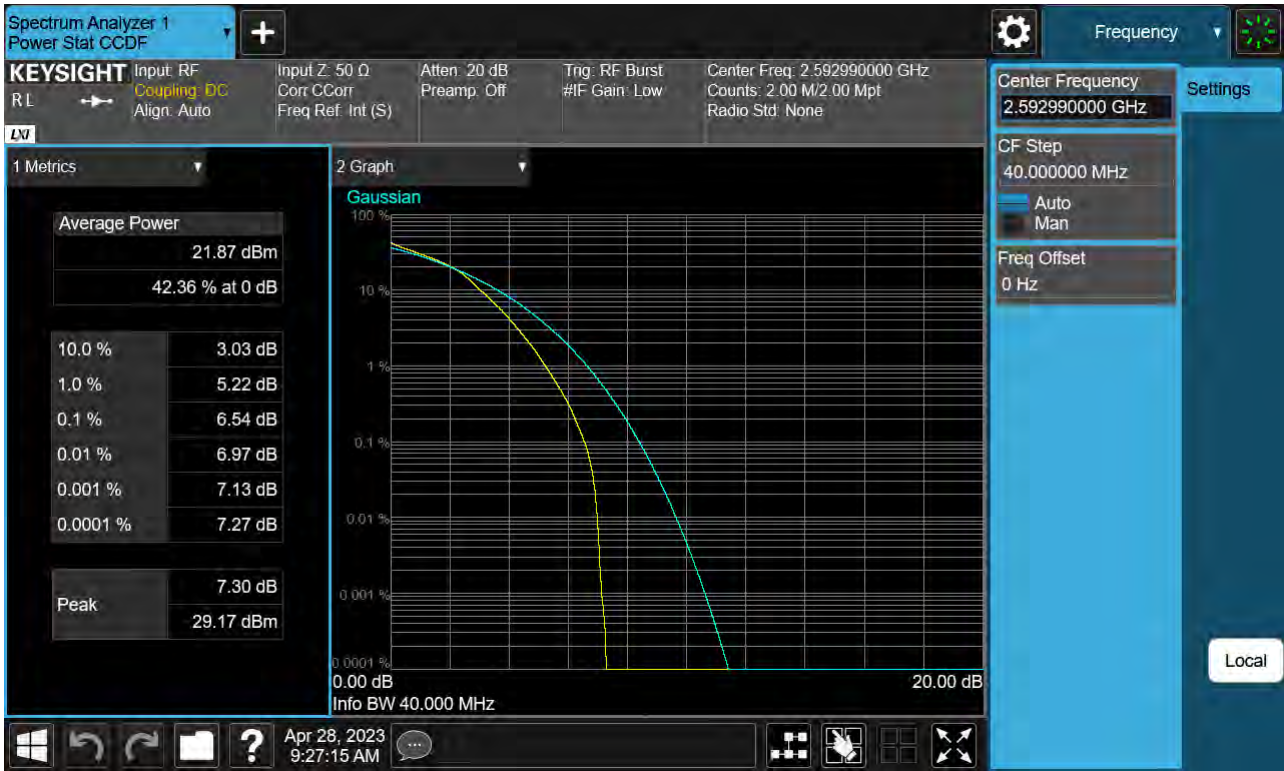 Spectrum Analyzer 1
Power Stat CCDF
Frequency
KEYSIGHT
RL
LXI
Input: RF
Coupling: DC
Align: Auto
Input Z: 50 Ω
Corr CCorr
Freq Ref: Int (S)
Atten: 20 dB
Preamp: Off
Trig: RF Burst
#IF Gain: Low
Center Freq: 2.592990000 GHz
Counts: 2.00 M/2.00 Mpt
Radio Std: None
Center Frequency
2.592990000 GHz
Settings
CF Step
40.000000 MHz
Auto
Man
Freq Offset
0 Hz
1 Metrics
Average Power
21.87 dBm
42.36 % at 0 dB
10.0 % 3.03 dB
1.0 % 5.22 dB
0.1 % 6.54 dB
0.01 % 6.97 dB
0.001 % 7.13 dB
0.0001 % 7.27 dB
Peak
7.30 dB
29.17 dBm
2 Graph
Gaussian
100 %
10 %
1 %
0.1 %
0.01 %
0.001 %
0.0001 %
0.00 dB 20.00 dB
Info BW 40.000 MHz
Local
?
Apr 28, 2023
9:27:15 AM